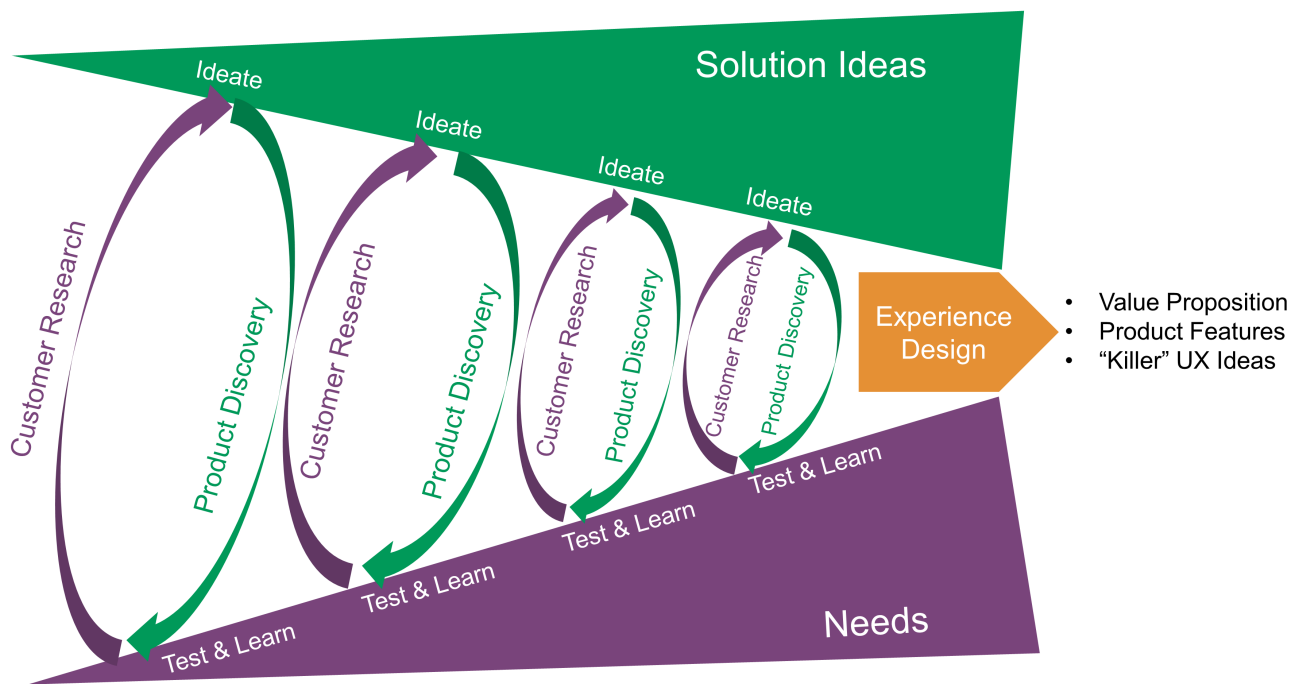 Solution Ideas
Ideate
Ideate
Ideate
Ideate
Customer Research
Product Discovery
Customer Research
Product Discovery
Customer Research
Product Discovery
Customer Research
Product Discovery
Experience
Design
• Value Proposition
• Product Features
• “Killer” UX Ideas
Test & Learn
Test & Learn
Test & Learn
Test & Learn
Needs